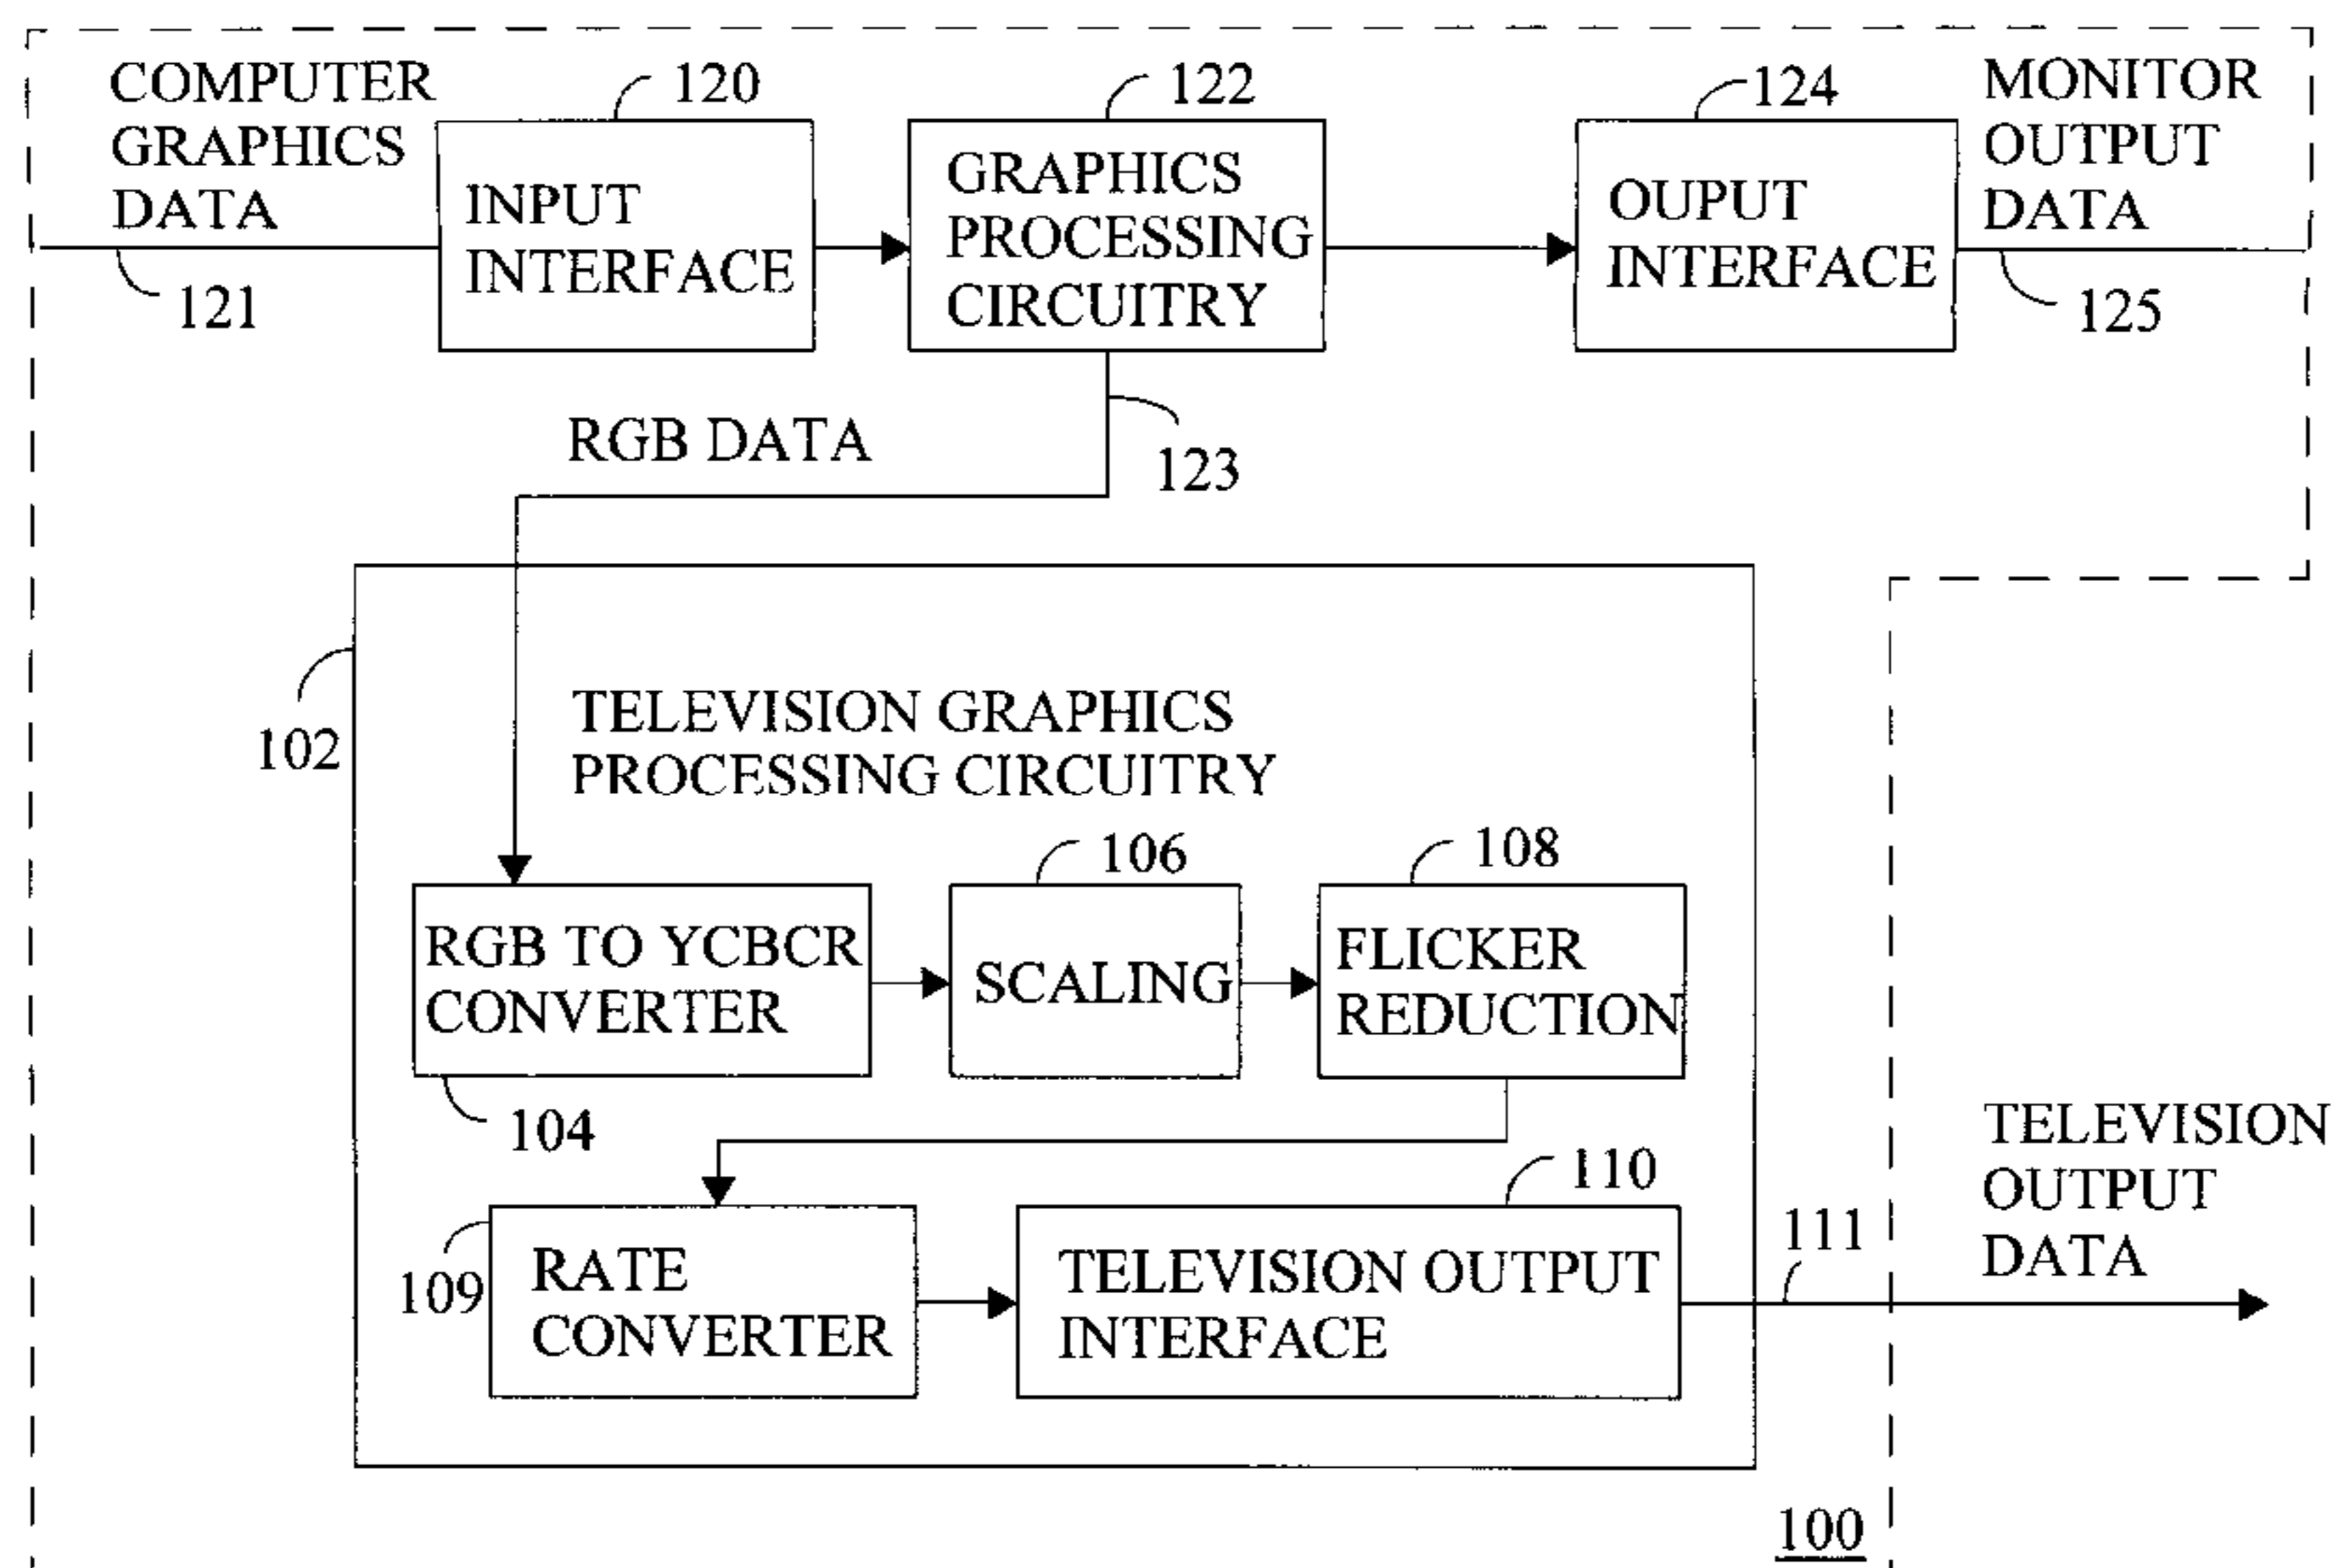 COMPUTER
GRAPHICS
DATA
121
120
INPUT
INTERFACE
122
GRAPHICS
PROCESSING
CIRCUITRY
124
OUPUT
INTERFACE
MONITOR
OUTPUT
DATA
125
RGB DATA
123
102
TELEVISION GRAPHICS
PROCESSING CIRCUITRY
RGB TO YCBCR
CONVERTER
104
106
SCALING
108
FLICKER
REDUCTION
109
RATE
CONVERTER
110
TELEVISION OUTPUT
INTERFACE
111
TELEVISION
OUTPUT
DATA
100